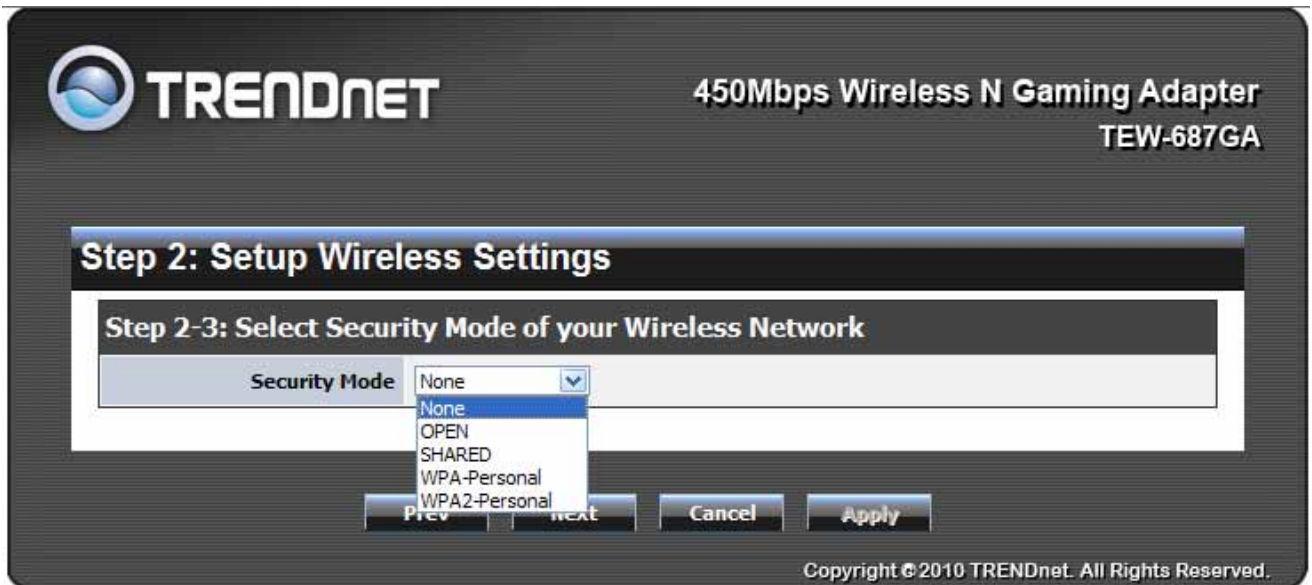 TRENDNET
450Mbps Wireless N Gaming Adapter
TEW-687GA
Step 2: Setup Wireless Settings
Step 2-3: Select Security Mode of your Wireless Network
Security Mode None
None
OPEN
SHARED
WPA-Personal
WPA2-Personal
Prev Next Cancel Apply
Copyright © 2010 TRENDnet. All Rights Reserved.